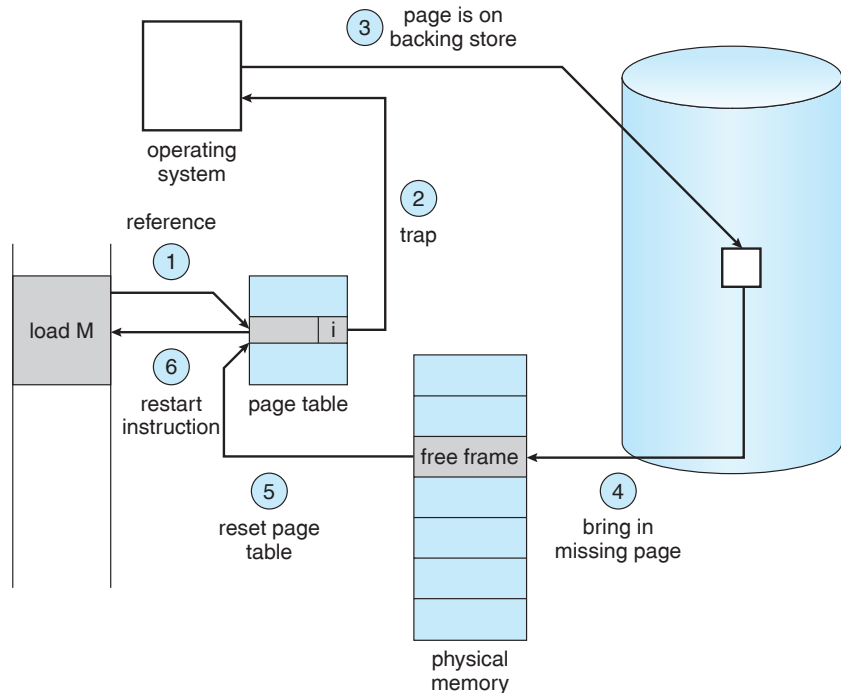 3
page is on
backing store
operating
system
2
trap
reference
1
load M
i
6
restart
instruction
page table
free frame
5
reset page
table
4
bring in
missing page
physical
memory